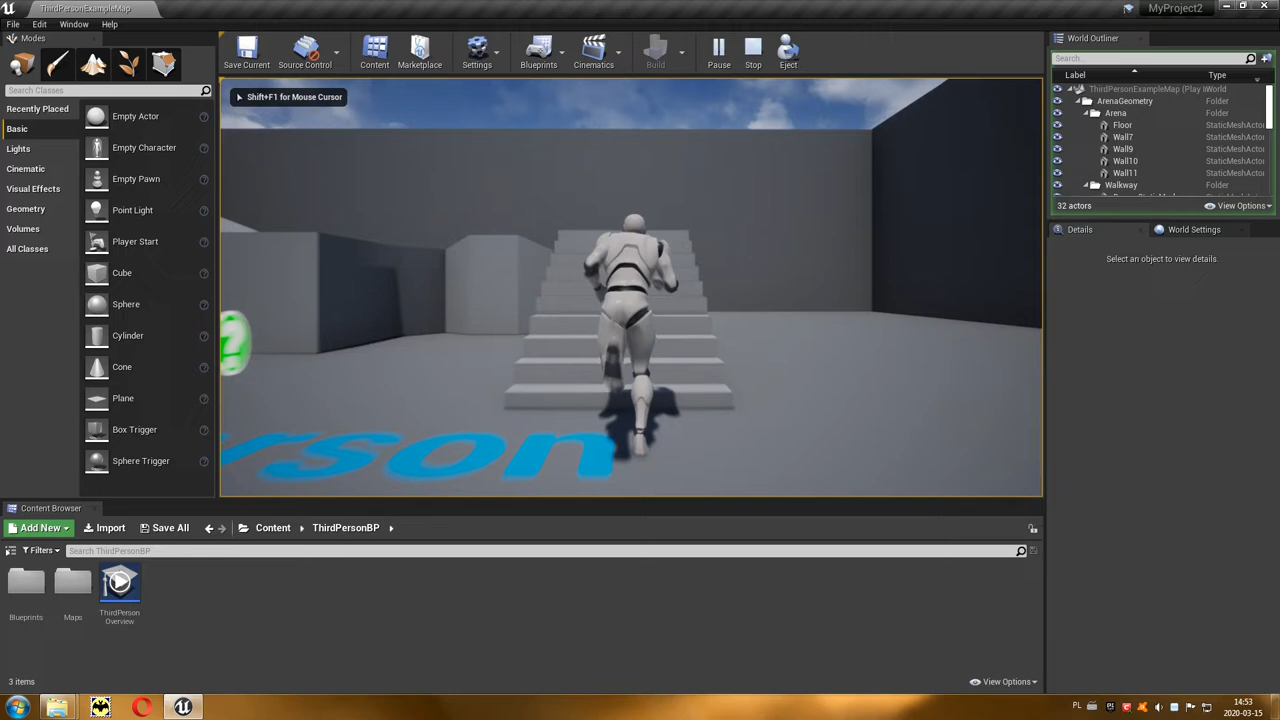 ThirdPersonExampleMap
MyProject2
File Edit Window Help
Modes
Search Classes
Recently Placed
Basic
Lights
Cinematic
Visual Effects
Geometry
Volumes
All Classes
Empty Actor
Empty Character
Empty Pawn
Point Light
Player Start
Cube
Sphere
Cylinder
Cone
Plane
Box Trigger
Sphere Trigger
Save Current
Source Control
Content
Marketplace
Settings
Blueprints
Cinematics
Build
Pause
Stop
Eject
Shift+F1 for Mouse Cursor
rson
?
World Outliner
Search...
Label Type
ThirdPersonExampleMap (Play In World
ArenaGeometry Folder
Arena Folder
Floor StaticMeshActor
Wall7 StaticMeshActor
Wall9 StaticMeshActor
Wall10 StaticMeshActor
Wall11 StaticMeshActor
Walkway Folder
32 actors View Options
Details World Settings
Select an object to view details.
Content Browser
Add New Import Save All Content ThirdPersonBP
Filters Search ThirdPersonBP
Blueprints
Maps
ThirdPerson
Overview
3 items View Options
PL 14:53
2020-03-15